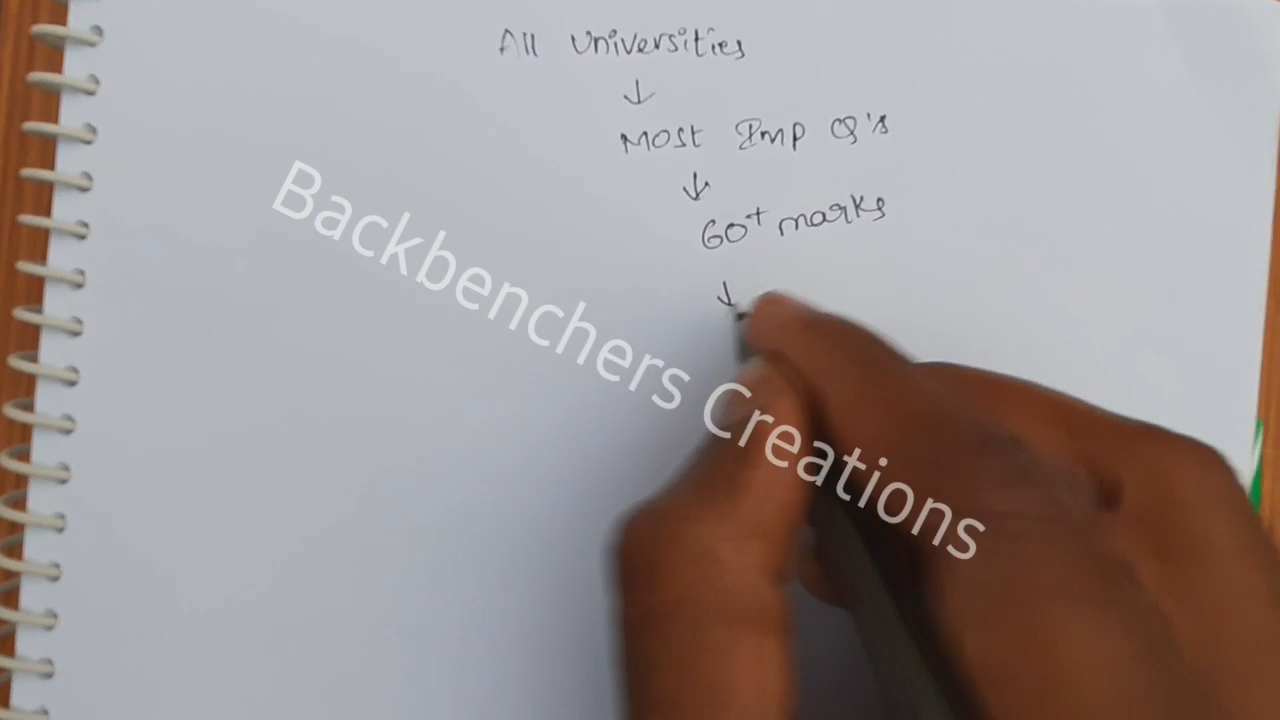 All Universities
↓
Most Imp Q's
↓
60+ marks
↓
Backbenchers Creations